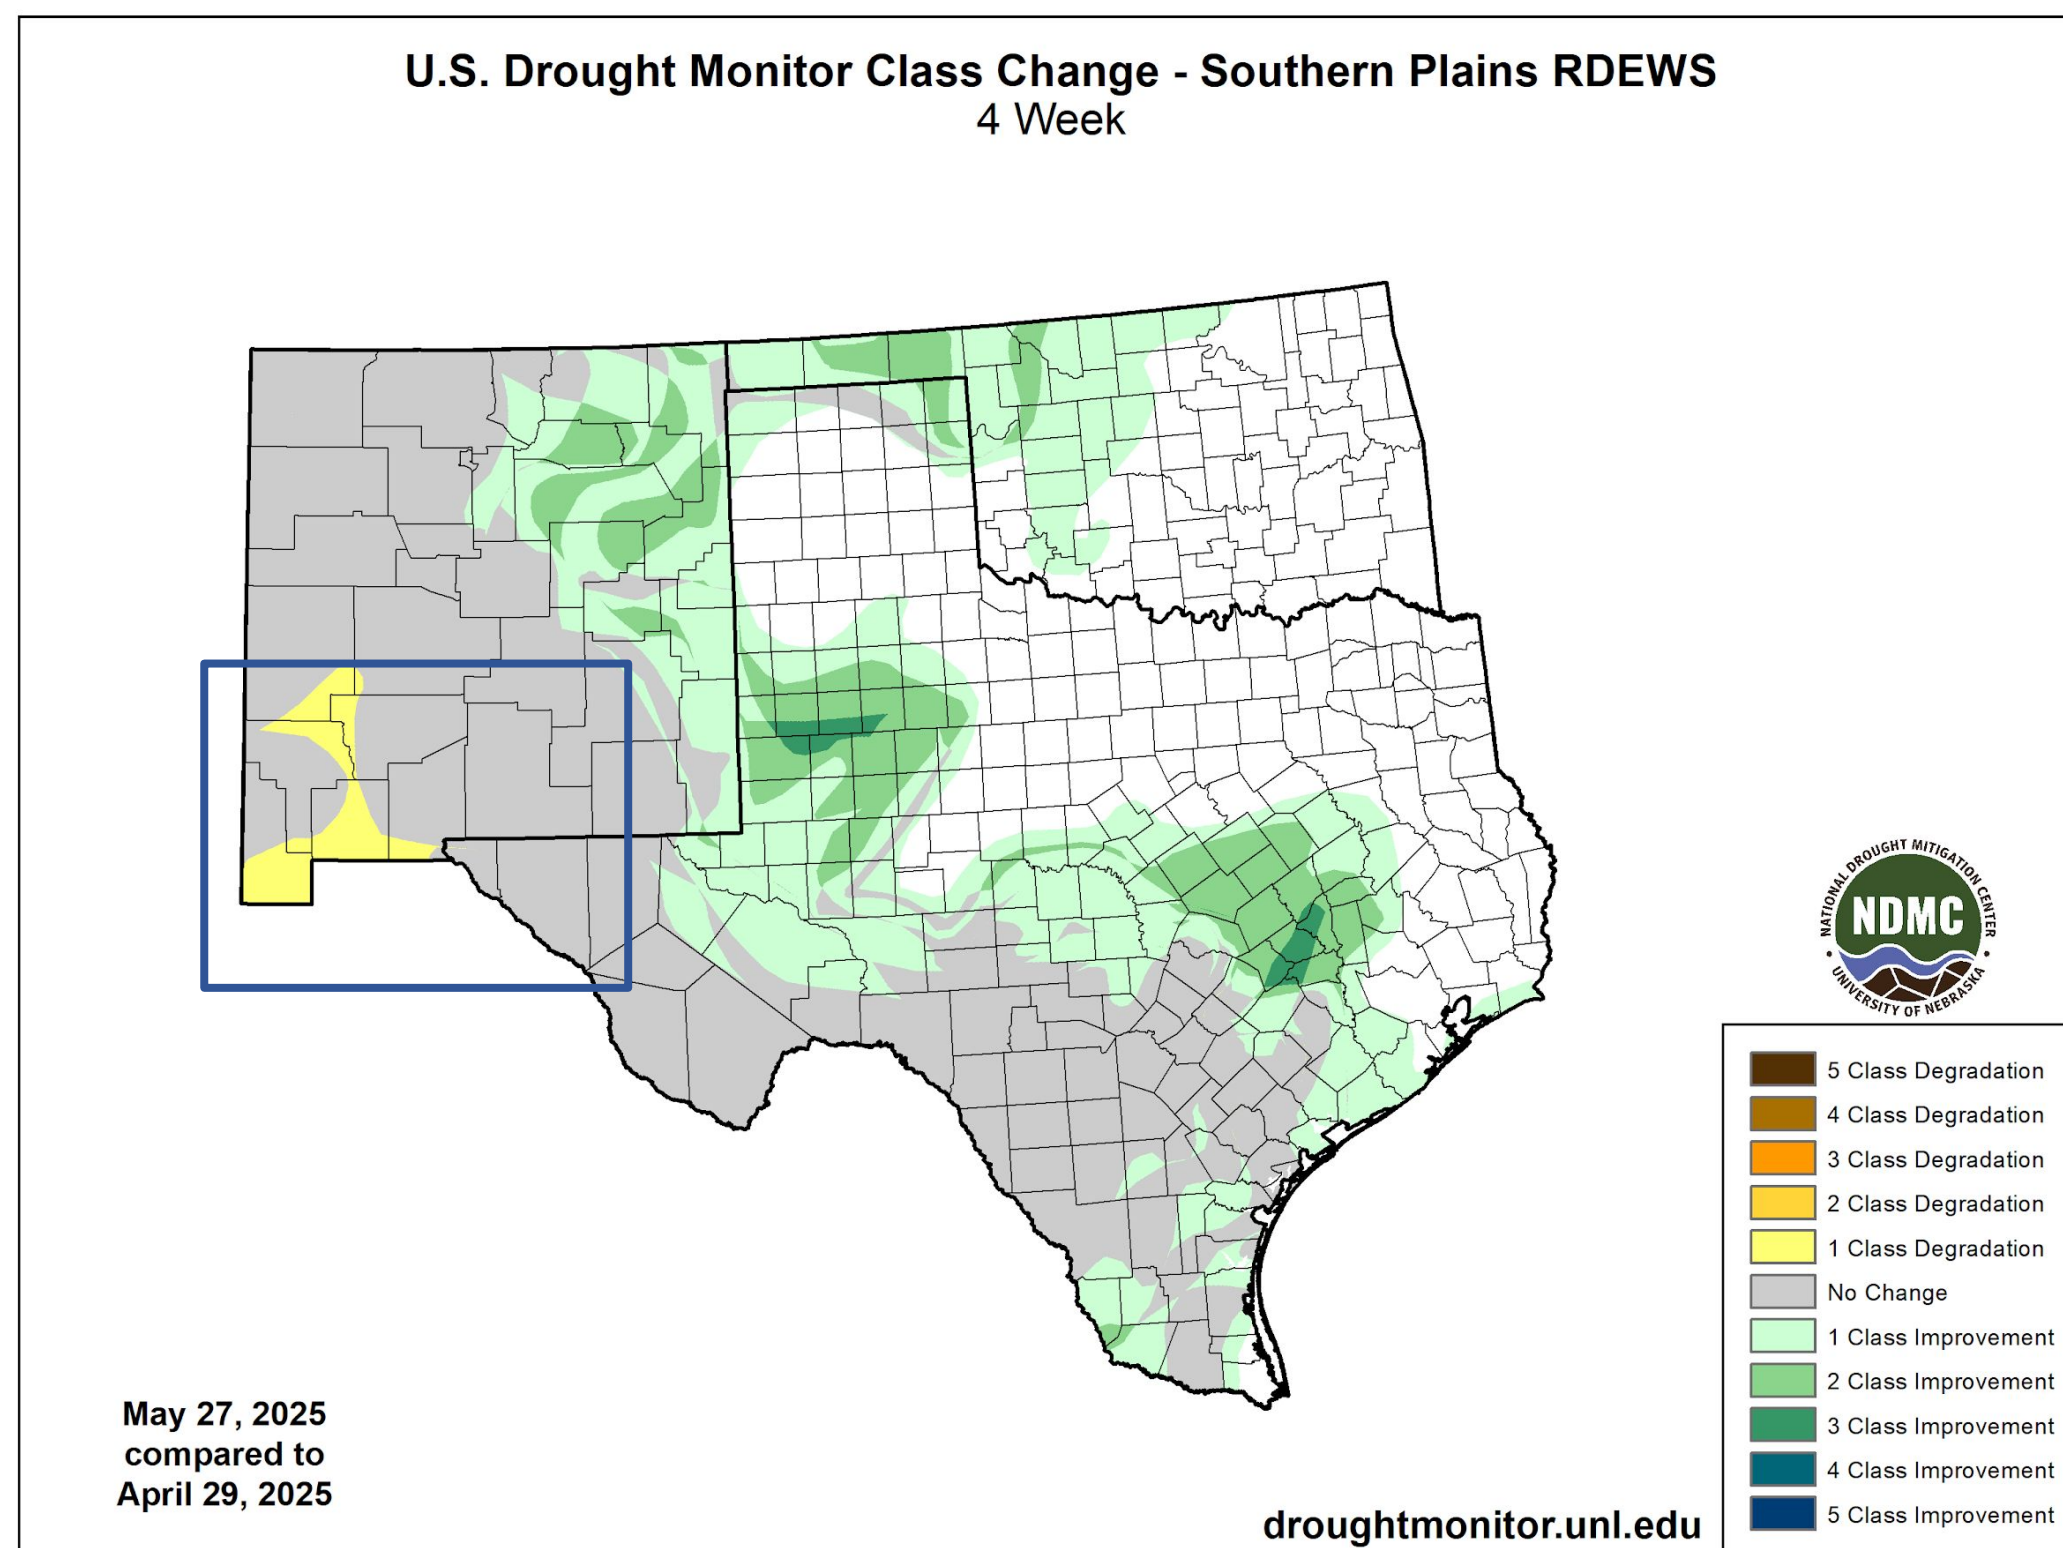 U.S. Drought Monitor Class Change - Southern Plains RDEWS
4 Week
NATIONAL DROUGHT MITIGATION CENTER
NDMC
UNIVERSITY OF NEBRASKA
5 Class Degradation
4 Class Degradation
3 Class Degradation
2 Class Degradation
1 Class Degradation
No Change
1 Class Improvement
2 Class Improvement
3 Class Improvement
4 Class Improvement
5 Class Improvement
May 27, 2025
compared to
April 29, 2025
droughtmonitor.unl.edu